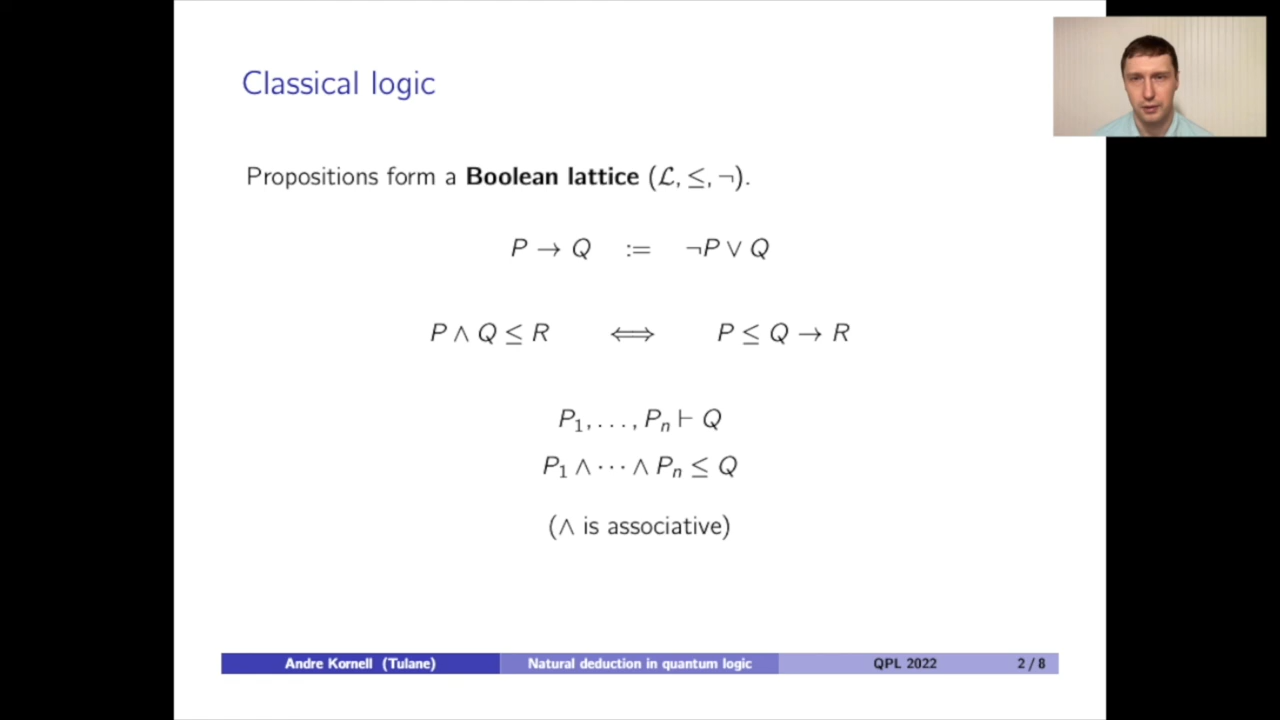 Classical logic
Propositions form a Boolean lattice (ℒ, ≤, ¬).
P → Q := ¬P ∨ Q
P ∧ Q ≤ R ⟺ P ≤ Q → R
P₁, . . . , Pₙ ⊢ Q
P₁ ∧ ⋯ ∧ Pₙ ≤ Q
(∧ is associative)
Andre Kornell (Tulane) Natural deduction in quantum logic QPL 2022 2 / 8